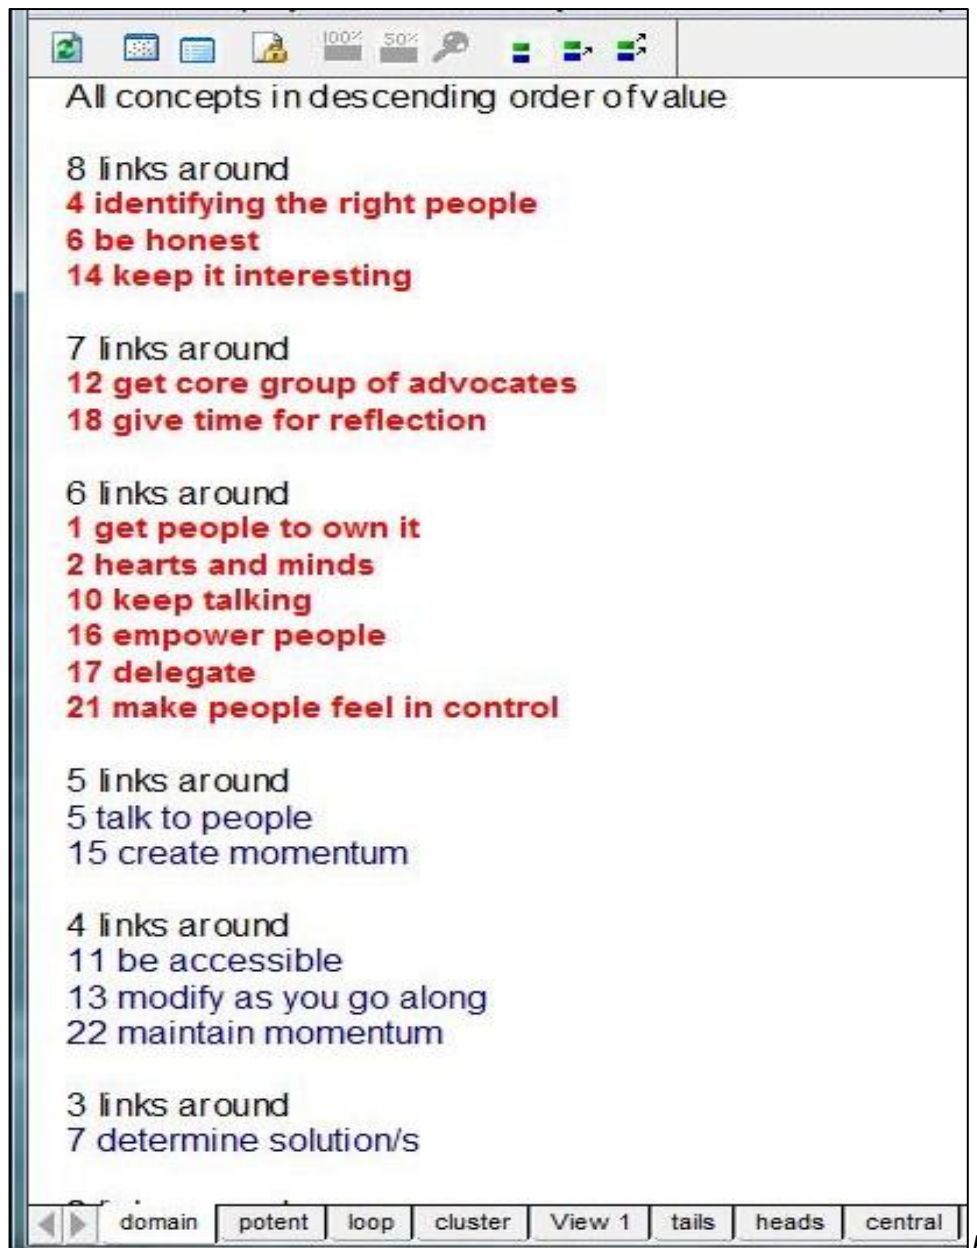 100% 50%
All concepts in descending order of value
8 links around
4 identifying the right people
6 be honest
14 keep it interesting
7 links around
12 get core group of advocates
18 give time for reflection
6 links around
1 get people to own it
2 hearts and minds
10 keep talking
16 empower people
17 delegate
21 make people feel in control
5 links around
5 talk to people
15 create momentum
4 links around
11 be accessible
13 modify as you go along
22 maintain momentum
3 links around
7 determine solution/s
domain potent loop cluster View 1 tails heads central